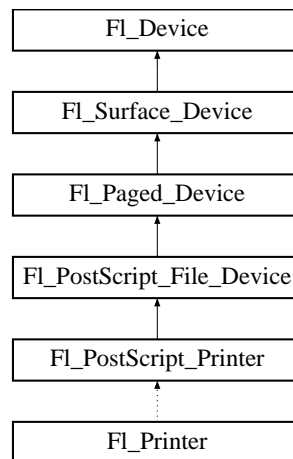 Fl_Device
Fl_Surface_Device
Fl_Paged_Device
Fl_PostScript_File_Device
Fl_PostScript_Printer
Fl_Printer